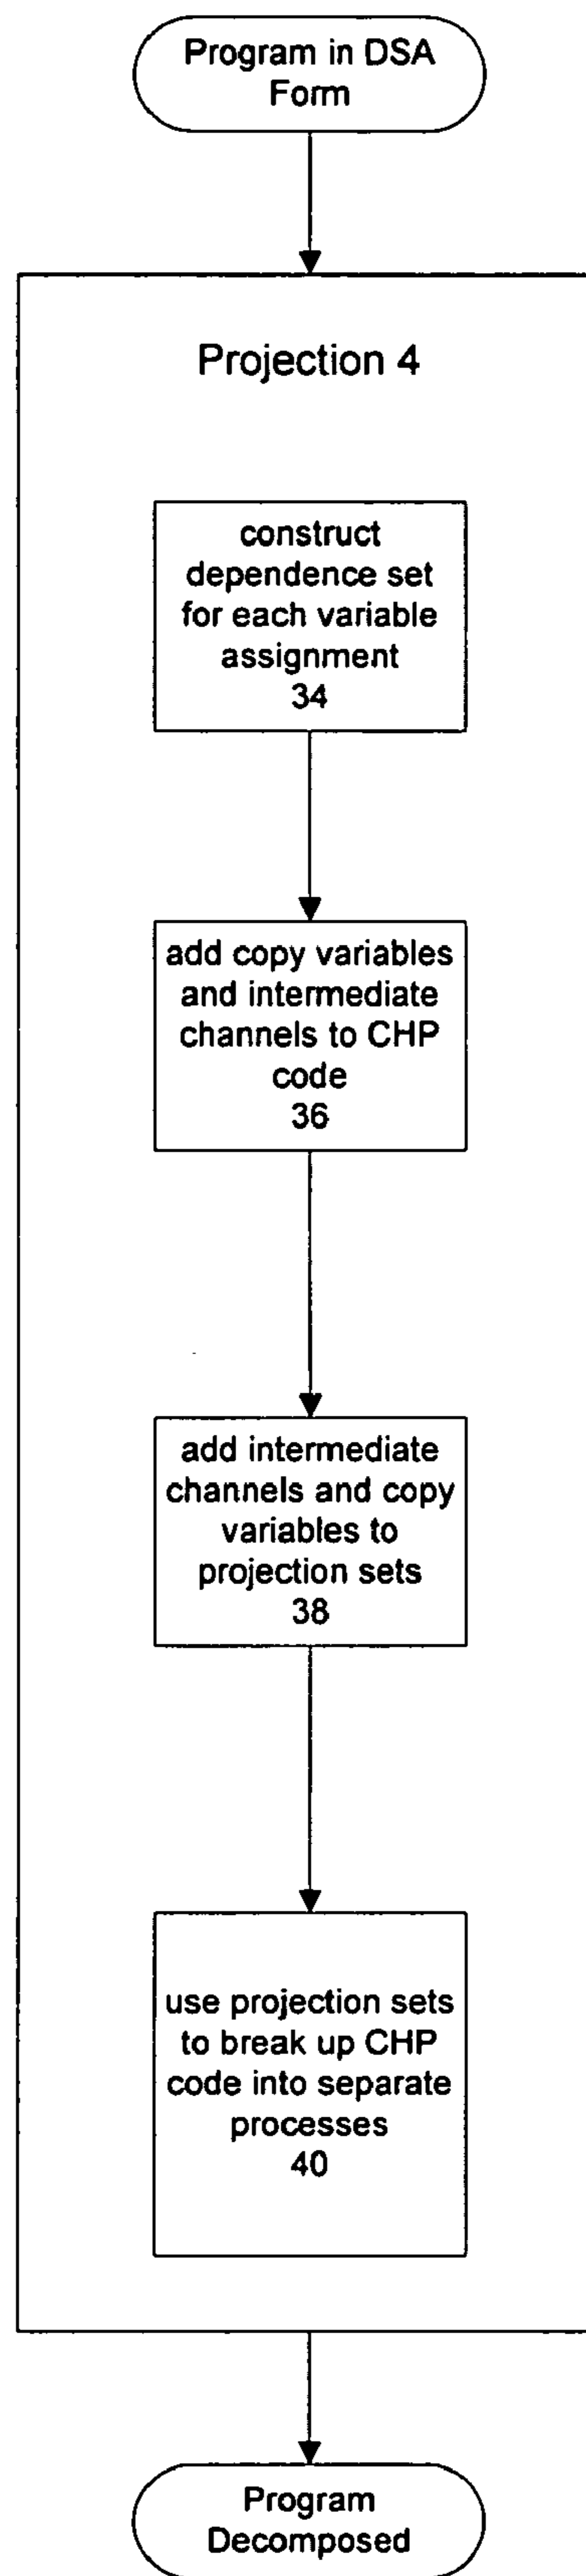 Program in DSA
Form
Projection 4
construct
dependence set
for each variable
assignment
34
add copy variables
and intermediate
channels to CHP
code
36
add intermediate
channels and copy
variables to
projection sets
38
use projection sets
to break up CHP
code into separate
processes
40
Program
Decomposed